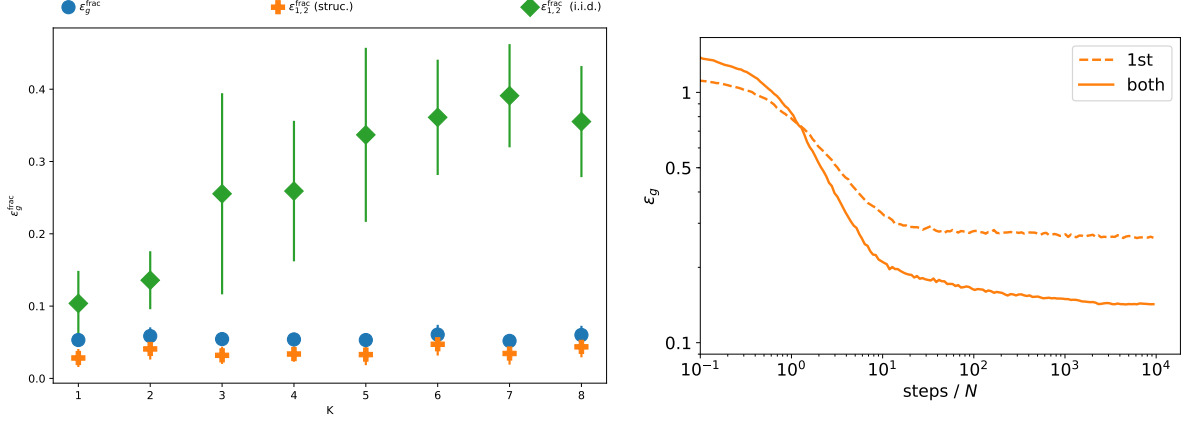 ε_g^frac
ε_{1,2}^frac (struc.)
ε_{1,2}^frac (i.i.d.)
ε_g^frac
0.4
0.3
0.2
0.1
0.0
1 2 3 4 5 6 7 8
K
1st
both
ε_g
1
0.5
0.1
10^{-1} 10^0 10^1 10^2 10^3 10^4
steps / N